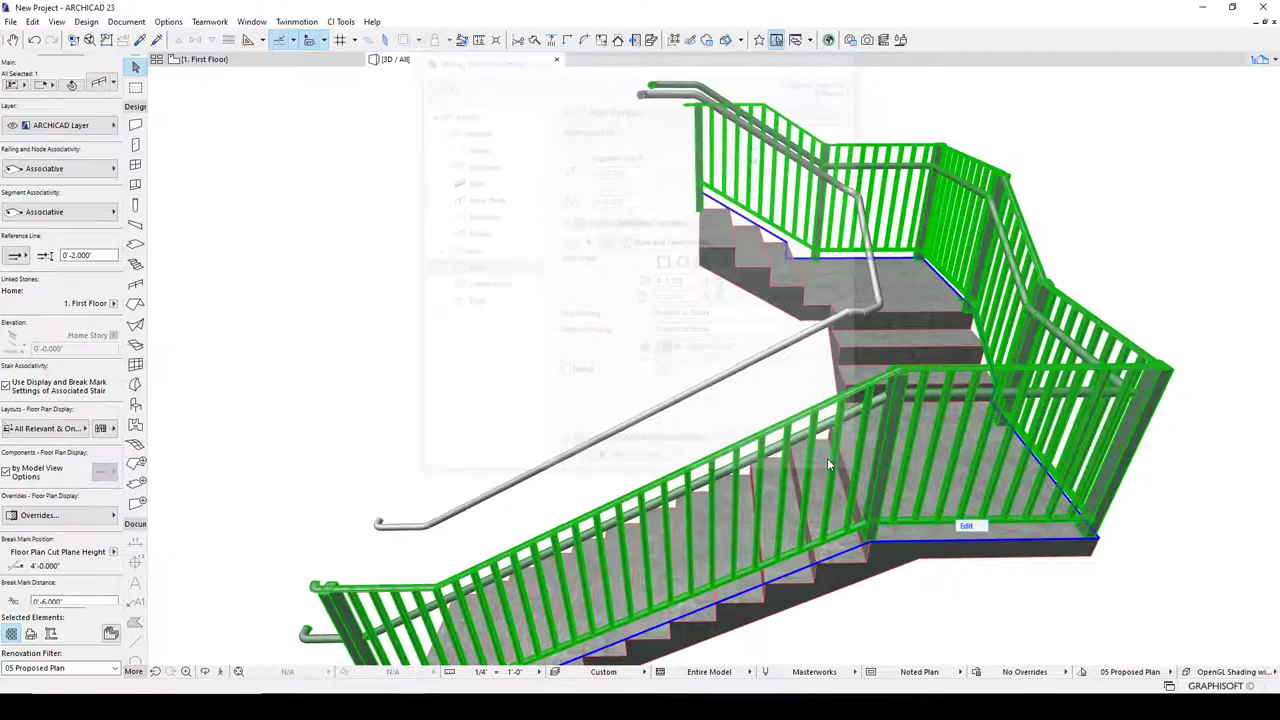 New Project - ARCHICAD 23
File Edit View Design Document Options Teamwork Window Twinmotion CI Tools Help
[1. First Floor]
[3D / All]
Main:
All Selected: 1
Layer:
ARCHICAD Layer
Railing and Node Associativity:
Associative
Segment Associativity:
Associative
Reference Line:
0'-2.000"
Linked Stories:
Home:
1. First Floor
Elevation:
Home Story
0'-0.000"
Stair Associativity:
Use Display and Break Mark
Settings of Associated Stair
Layouts - Floor Plan Display:
All Relevant & On...
Components - Floor Plan Display:
by Model View
Options
Overrides - Floor Plan Display:
Overrides...
Break Mark Position:
Floor Plan Cut Plane Height
4'-0.000"
Break Mark Distance:
0'-6.000"
Selected Elements:
Renovation Filter:
05 Proposed Plan
Design
Docum
More
Edit
N/A
N/A
1/4" = 1'-0"
Custom
Entire Model
Masterworks
Noted Plan
No Overrides
05 Proposed Plan
OpenGL Shading wi...
GRAPHISOFT ID